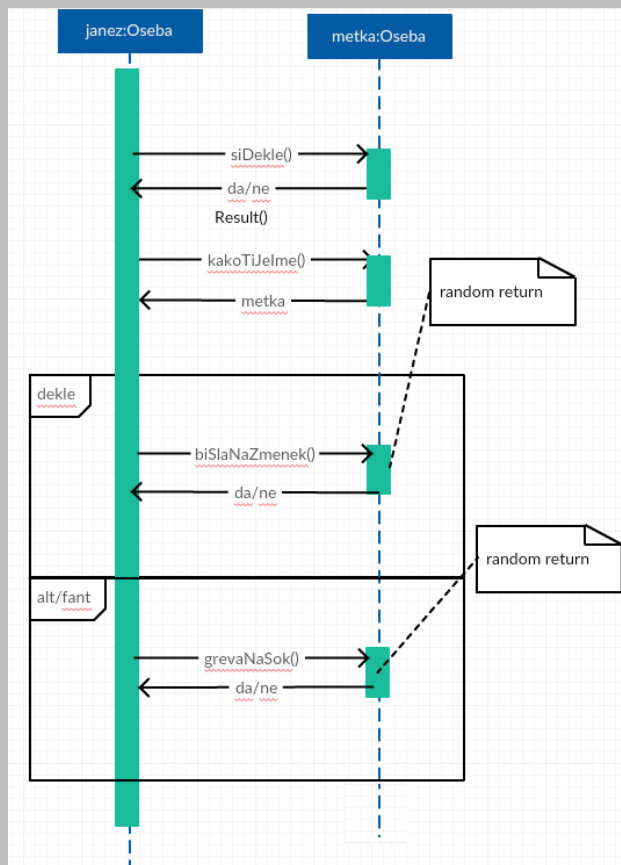 janez:Oseba
metka:Oseba
siDekle()
da/ne
Result()
kakoTiJeIme()
metka
random return
dekle
biSlaNaZmenek()
da/ne
random return
alt/fant
grevaNaSok()
da/ne